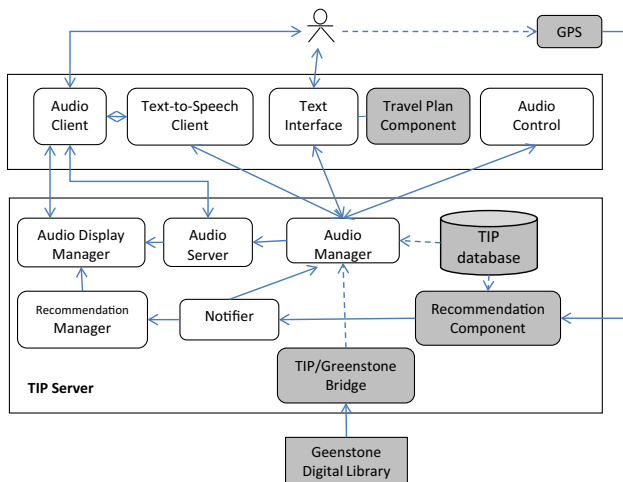 GPS
Audio
Client
Text-to-Speech
Client
Text
Interface
Travel Plan
Component
Audio
Control
Audio Display
Manager
Audio
Server
Audio
Manager
TIP
database
Recommendation
Manager
Notifier
Recommendation
Component
TIP/Greenstone
Bridge
TIP Server
Geenstone
Digital Library